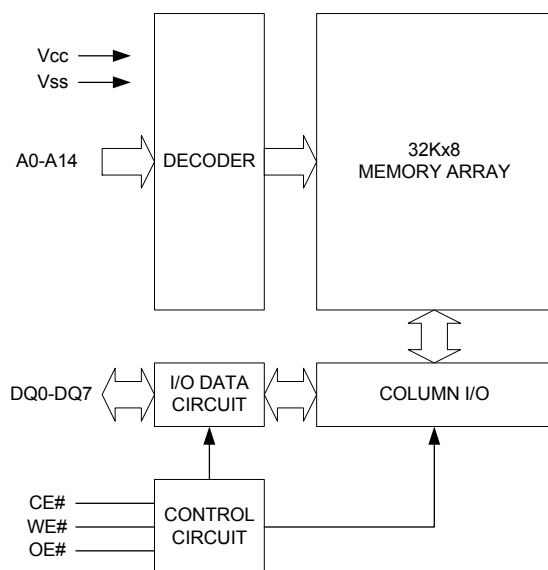 Vcc
Vss
A0-A14
DECODER
32Kx8
MEMORY ARRAY
DQ0-DQ7
I/O DATA
CIRCUIT
COLUMN I/O
CE#
WE#
OE#
CONTROL
CIRCUIT